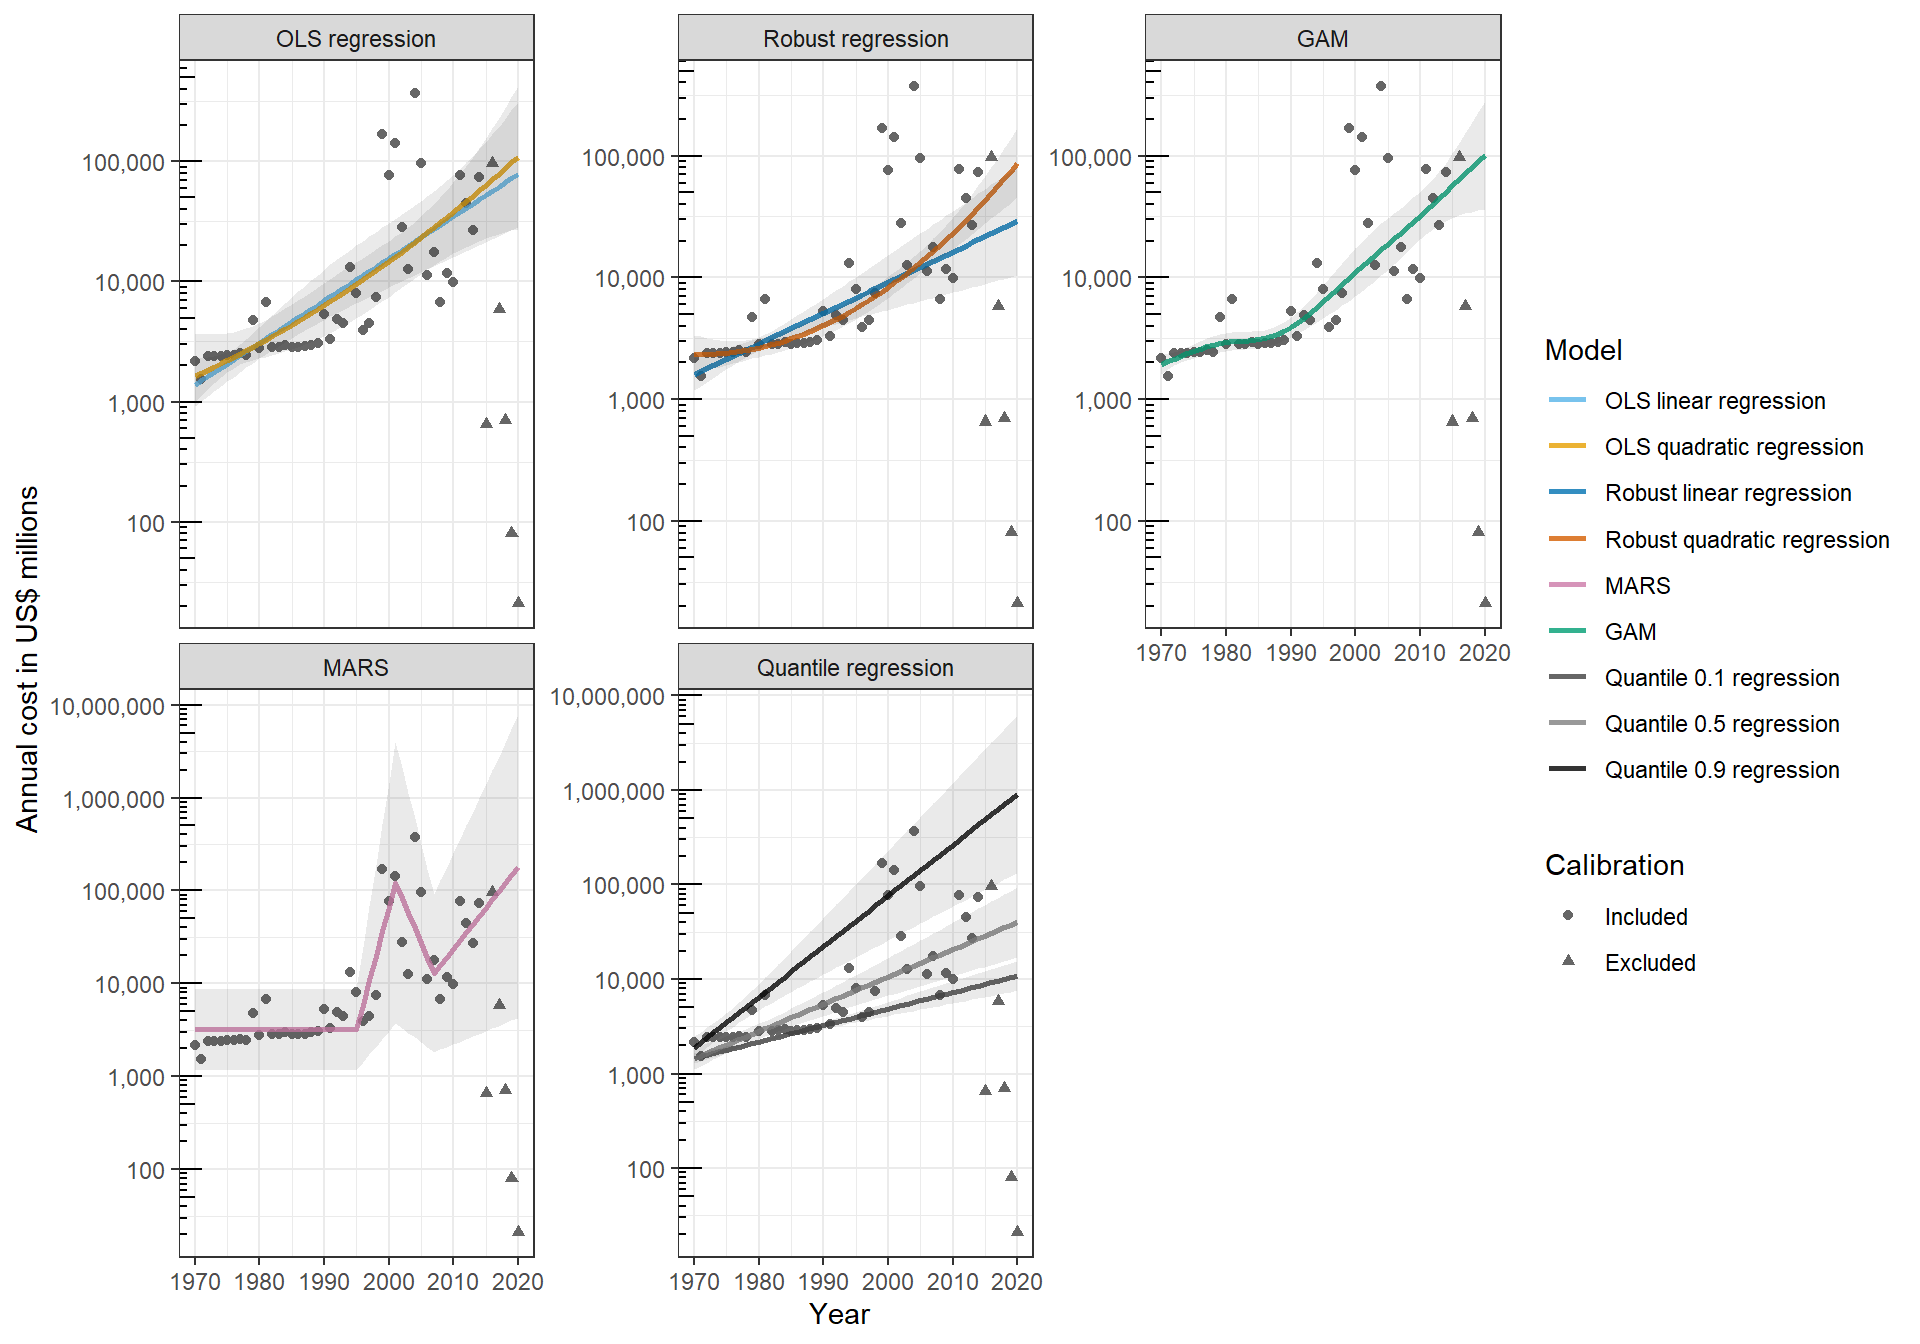 OLS regression
Robust regression
GAM
100,000
10,000
1,000
100
100,000
10,000
1,000
100
100,000
10,000
1,000
100
1970 1980 1990 2000 2010 2020
MARS
Quantile regression
10,000,000
1,000,000
100,000
10,000
1,000
100
10,000,000
1,000,000
100,000
10,000
1,000
100
1970 1980 1990 2000 2010 2020
1970 1980 1990 2000 2010 2020
Year
Annual cost in US$ millions
Model
OLS linear regression
OLS quadratic regression
Robust linear regression
Robust quadratic regression
MARS
GAM
Quantile 0.1 regression
Quantile 0.5 regression
Quantile 0.9 regression
Calibration
Included
Excluded